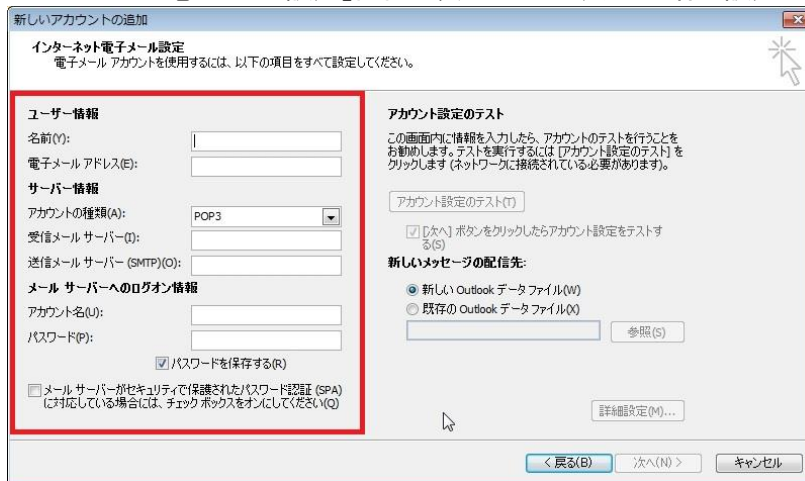 新しいアカウントの追加
インターネット電子メール設定
電子メール アカウントを使用するには、以下の項目をすべて設定してください。
ユーザー情報
名前(Y):
電子メール アドレス(E):
サーバー情報
アカウントの種類(A):
POP3
受信メール サーバー(I):
送信メール サーバー (SMTP)(O):
メール サーバーへのログオン情報
アカウント名(U):
パスワード(P):
パスワードを保存する(R)
メール サーバーがセキュリティで保護されたパスワード認証 (SPA)
に対応している場合には、チェック ボックスをオンにしてください(Q)
アカウント設定のテスト
この画面内に情報を入力したら、アカウントのテストを行うことを
お勧めします。テストを実行するには [アカウント設定のテスト] を
クリックします (ネットワークに接続されている必要があります)。
アカウント設定のテスト(T)
[次へ] ボタンをクリックしたらアカウント設定をテストす
る(S)
新しいメッセージの配信先:
新しい Outlook データ ファイル(W)
既存の Outlook データ ファイル(X)
参照(S)
詳細設定(M)...
< 戻る(B)
次へ(N) >
キャンセル